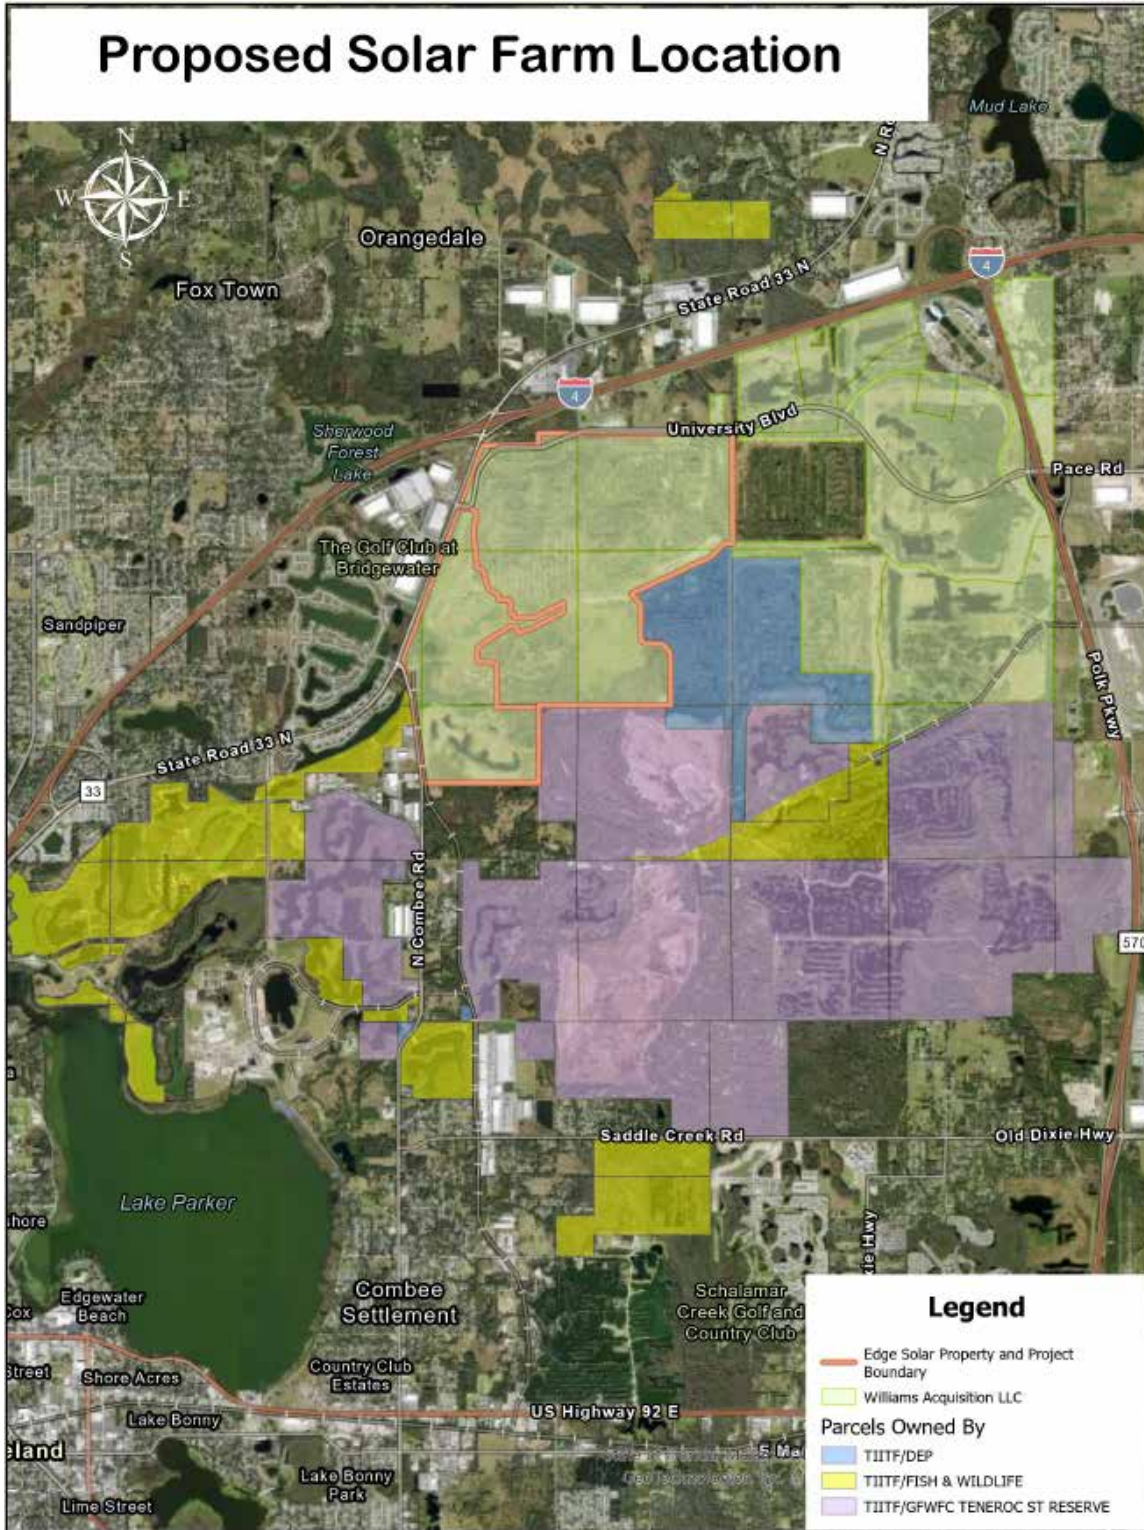 Proposed Solar Farm Location
Mud Lake
N
W
E
S
Orangedale
Fox Town
State Road 33 N
4
4
University Blvd
Sherwood
Forest
Lake
Pace Rd
The Golf Club at
Bridgewater
Sandpiper
Polk Pkwy
State Road 33 N
33
N Combee Rd
570
Saddle Creek Rd
Old Dixie Hwy
Lake Parker
Edgewater
Beach
Combee
Settlement
Schalamar
Creek Golf and
Country Club
Street
Shore Acres
Country Club
Estates
Lake Bonny
US Highway 92 E
Lake Bonny
Park
Lime Street
Legend
Edge Solar Property and Project
Boundary
Williams Acquisition LLC
Parcels Owned By
TIITF/DEP
TIITF/FISH & WILDLIFE
TIITF/GFWFC TENEROC ST RESERVE